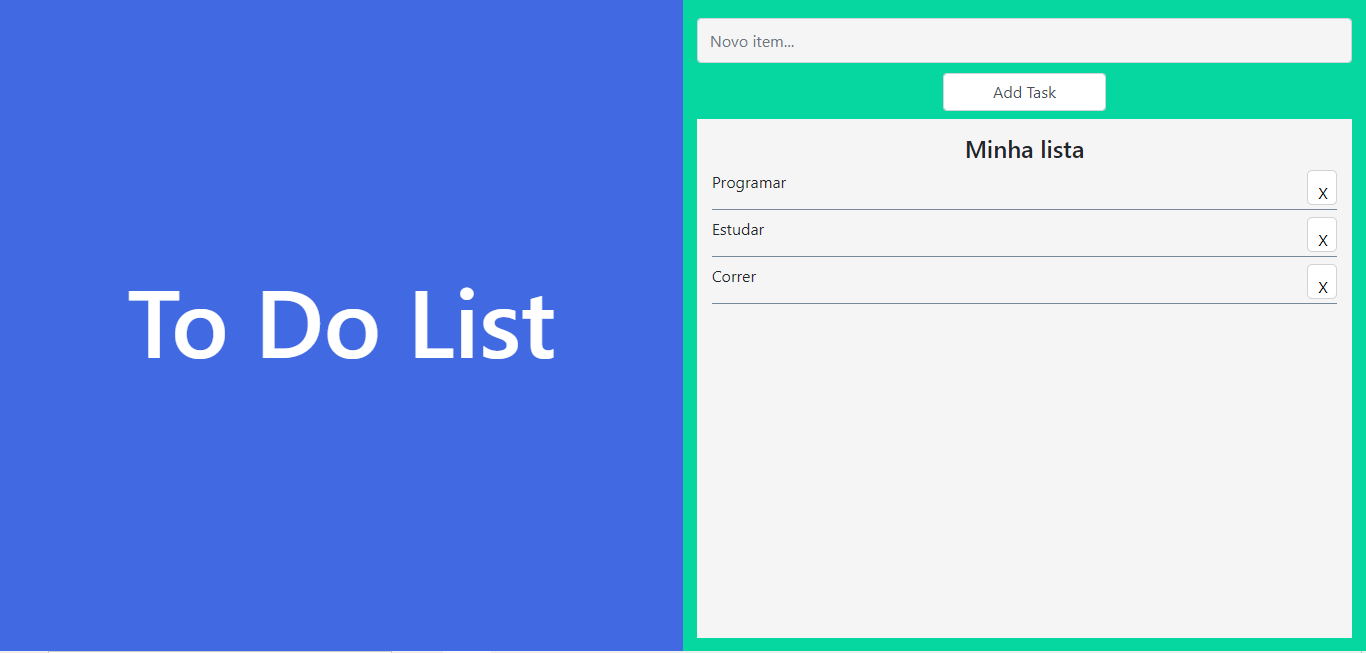 To Do List
Novo item...
Add Task
Minha lista
Programar
X
Estudar
X
Correr
X